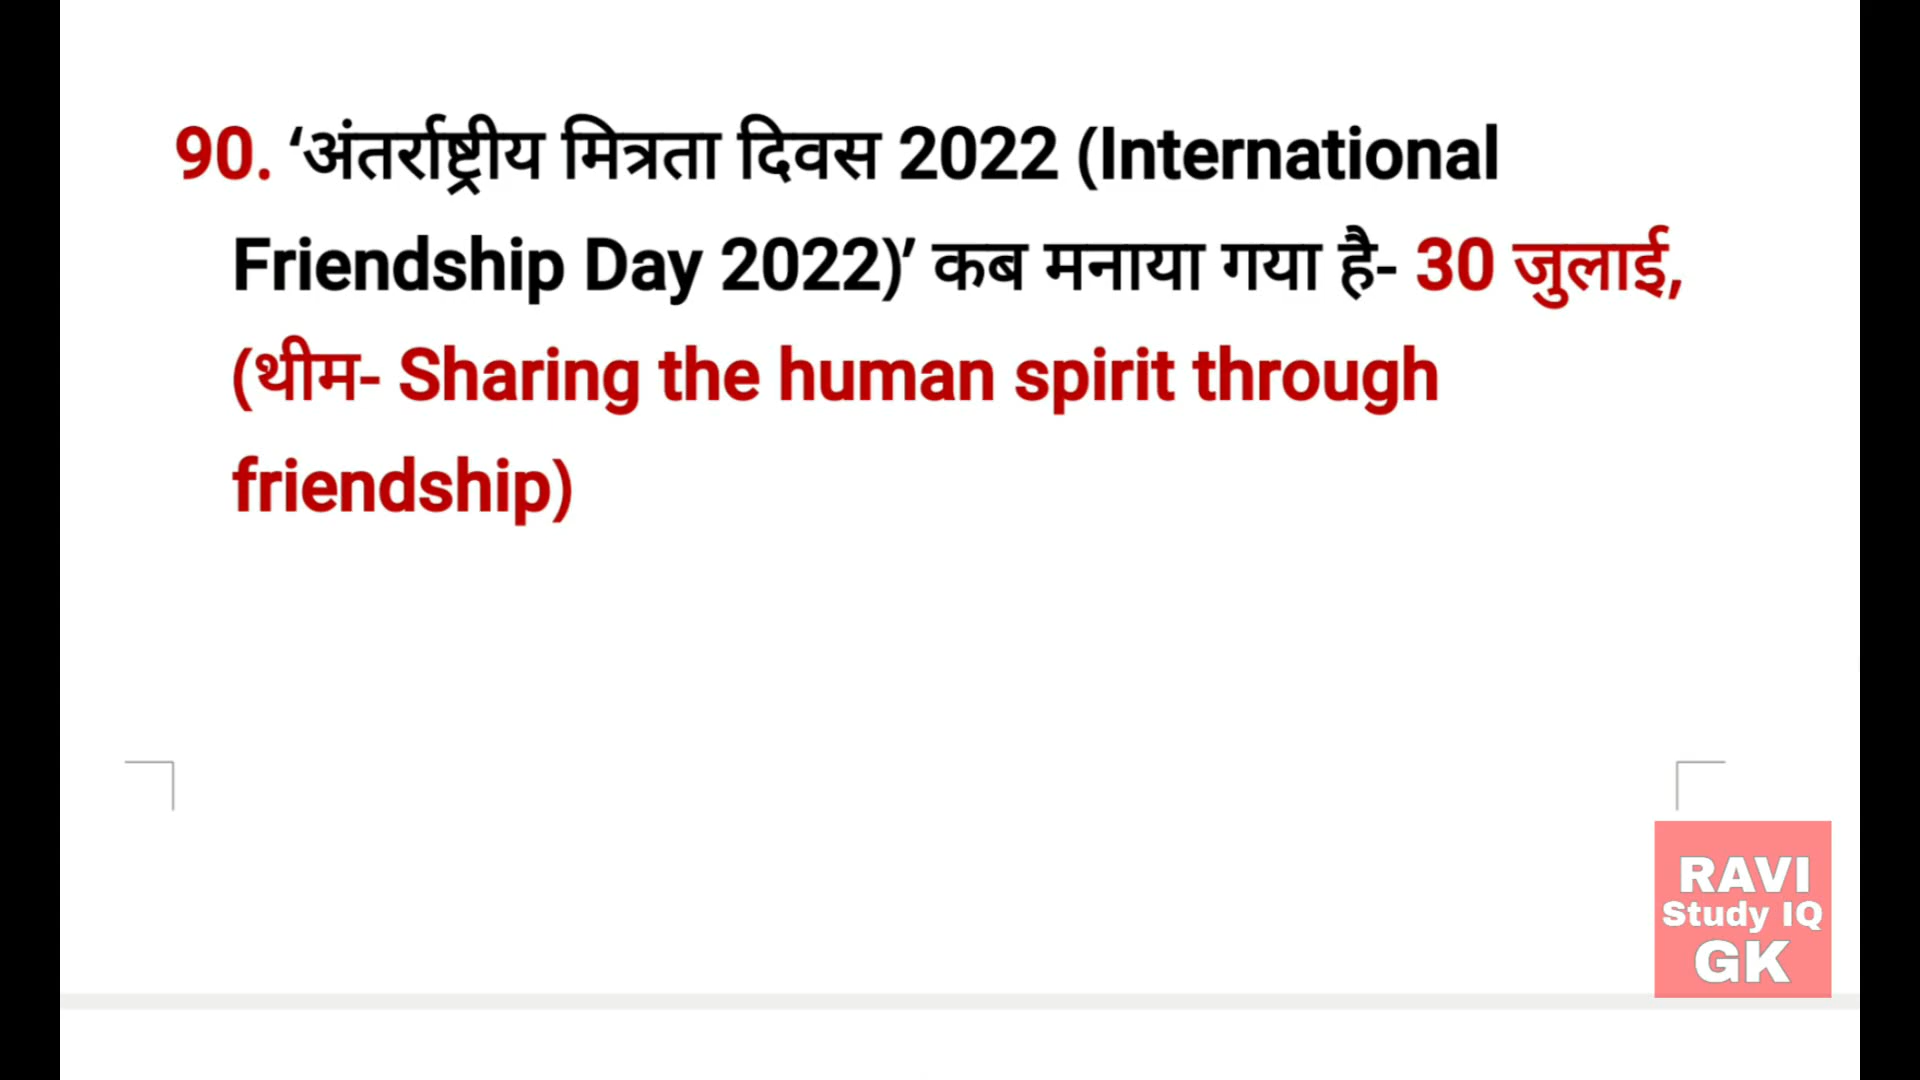 90. ‘अंतर्राष्ट्रीय मित्रता दिवस 2022 (International
Friendship Day 2022)’ कब मनाया गया है- 30 जुलाई,
(थीम- Sharing the human spirit through
friendship)
RAVI
Study IQ
GK